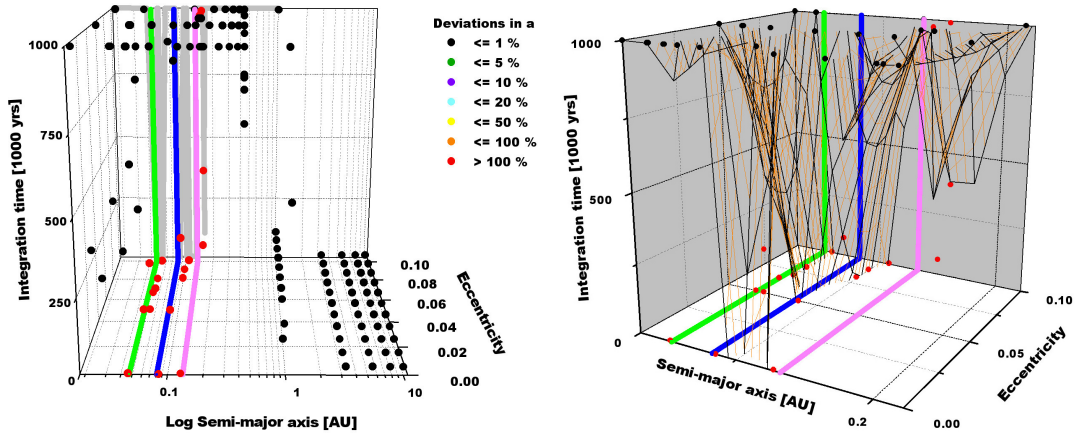 Deviations in a
<= 1 %
<= 5 %
<= 10 %
<= 20 %
<= 50 %
<= 100 %
> 100 %
1000
750
500
250
0
Integration time [1000 yrs]
0.1
1
10
Log Semi-major axis [AU]
0.10
0.08
0.06
0.04
0.02
0.00
Eccentricity
1000
500
0
Integration time [1000 yrs]
Semi-major axis [AU]
0.2
0.10
0.05
0.00
Eccentricity